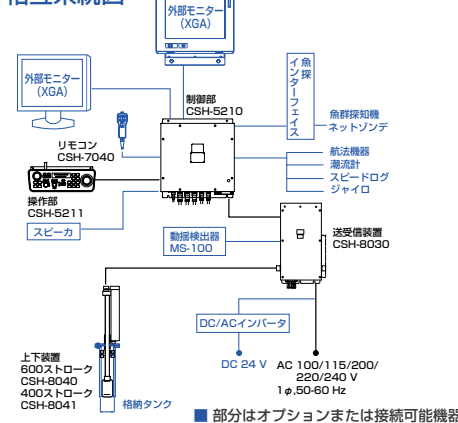 相互系統図
外部モニター
（XGA）
外部モニター
（XGA）
制御部
CSH-5210
魚探
インターフェイス
魚群探知機
ネットゾンデ
リモコン
CSH-7040
航法機器
潮流計
スピードログ
ジャイロ
操作部
CSH-5211
スピーカ
動揺検出器
MS-100
送受信装置
CSH-8030
DC/ACインバータ
DC 24 V
AC 100/115/200/
220/240 V
1φ,50-60 Hz
上下装置
600ストローク
CSH-8040
400ストローク
CSH-8041
格納タンク
■ 部分はオプションまたは接続可能機器